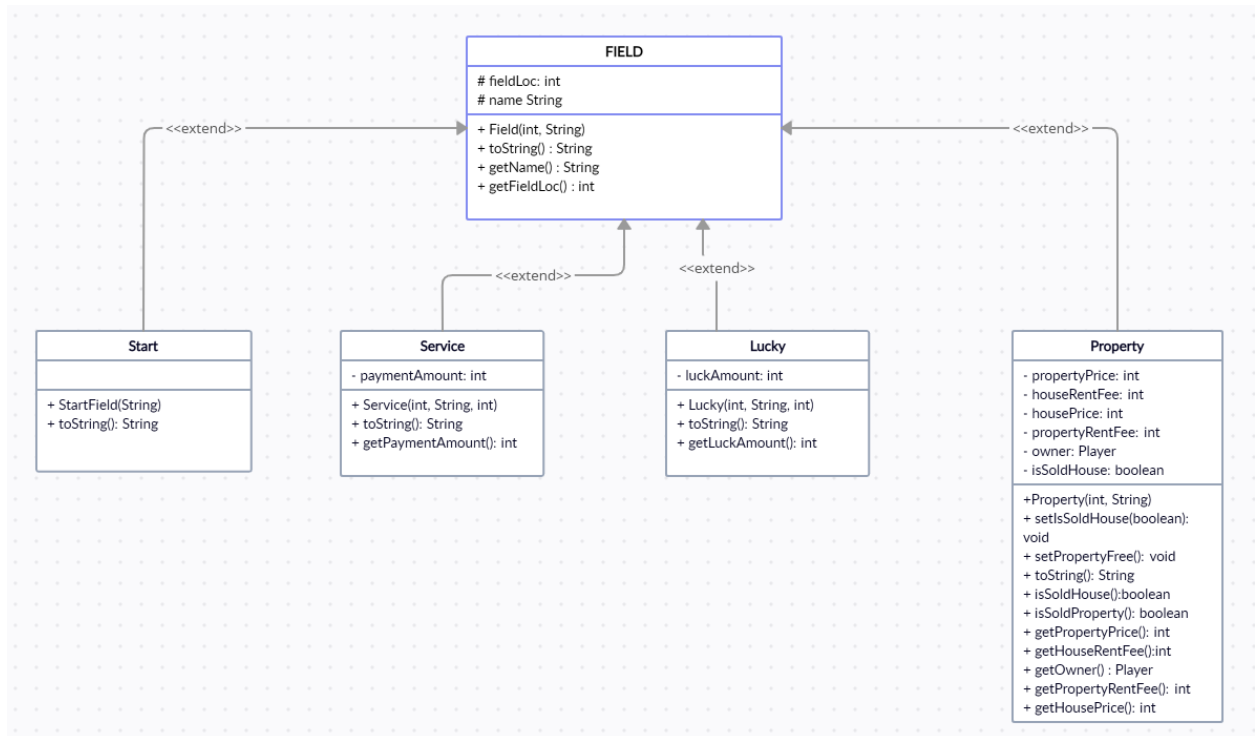 FIELD
# fieldLoc: int
# name String
+ Field(int, String)
+ toString() : String
+ getName() : String
+ getFieldLoc() : int
<<extend>>
<<extend>>
<<extend>>
<<extend>>
Start
+ StartField(String)
+ toString(): String
Service
- paymentAmount: int
+ Service(int, String, int)
+ toString(): String
+ getPaymentAmount(): int
Lucky
- luckAmount: int
+ Lucky(int, String, int)
+ toString(): String
+ getLuckAmount(): int
Property
- propertyPrice: int
- houseRentFee: int
- housePrice: int
- propertyRentFee: int
- owner: Player
- isSoldHouse: boolean
+Property(int, String)
+ setIsSoldHouse(boolean):
void
+ setPropertyFree(): void
+ toString(): String
+ isSoldHouse():boolean
+ isSoldProperty(): boolean
+ getPropertyPrice(): int
+ getHouseRentFee():int
+ getOwner() : Player
+ getPropertyRentFee(): int
+ getHousePrice(): int